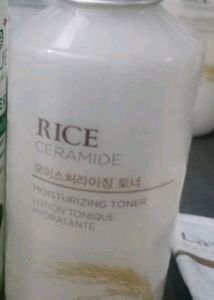 RICE
CERAMIDE
모이스처라이징 토너
MOISTURIZING TONER
LOTION TONIQUE
HYDRATANTE